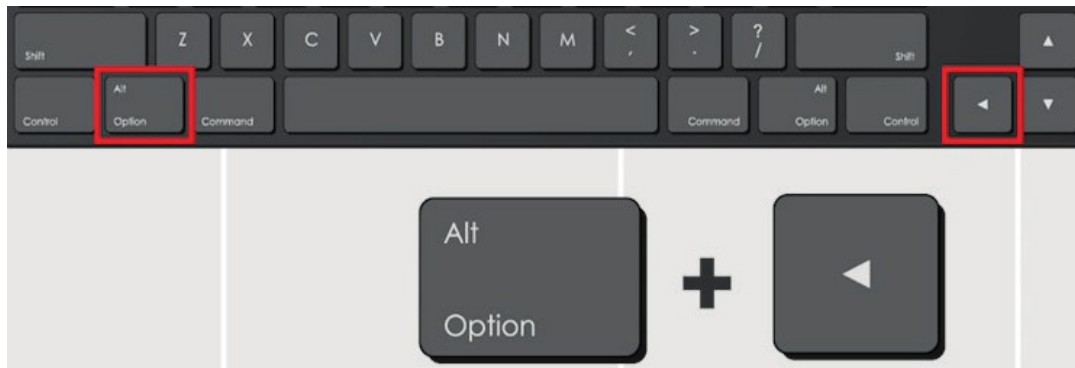 Shift Z X C V B N M < , > . ? / Shift
Control Alt Option Command Command Alt Option Control
Alt
Option